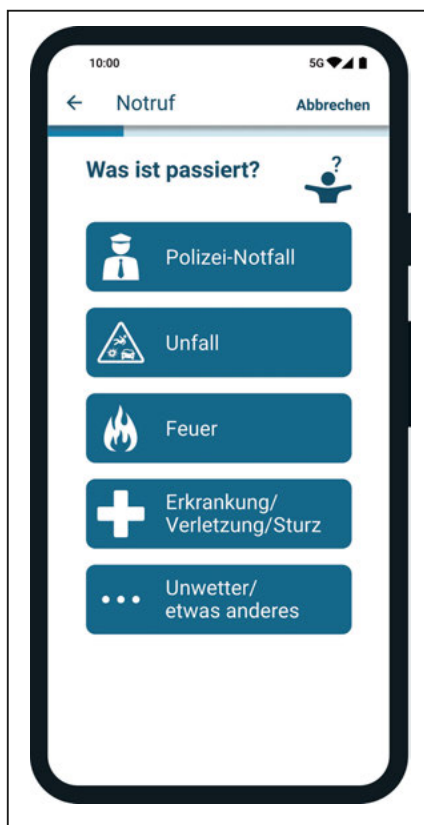 10:00 5G
Notruf Abbrechen
Was ist passiert?
?
Polizei-Notfall
Unfall
Feuer
Erkrankung/
Verletzung/Sturz
Unwetter/
etwas anderes